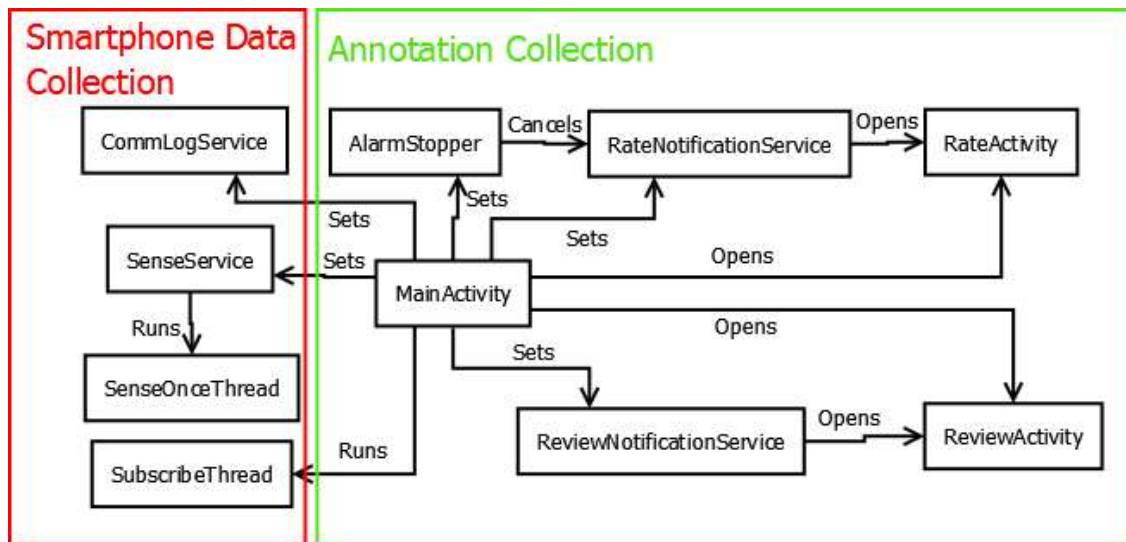 Smartphone Data
Collection
Annotation Collection
CommLogService
AlarmStopper
Cancels
RateNotificationService
Opens
RateActivity
Sets
Sets
Sets
SenseService
Sets
MainActivity
Opens
Runs
Opens
Sets
SenseOnceThread
ReviewNotificationService
Opens
ReviewActivity
Runs
SubscribeThread